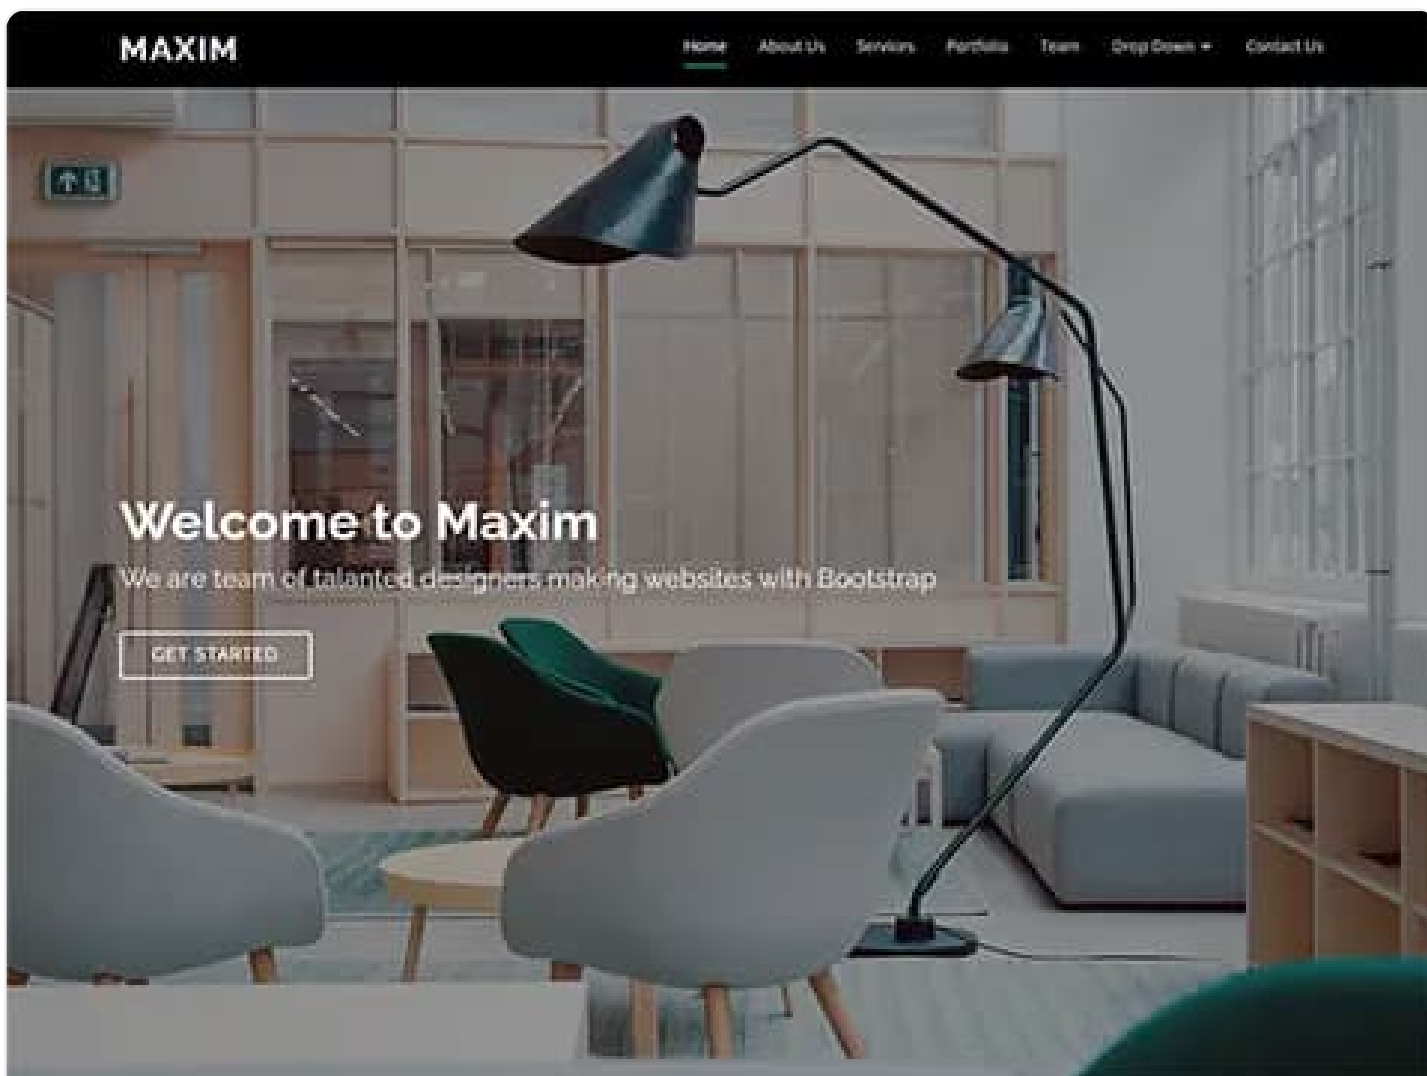 MAXIM
Home About Us Services Portfolio Team Drop Down Contact Us
Welcome to Maxim
We are team of talanted designers making websites with Bootstrap
GET STARTED